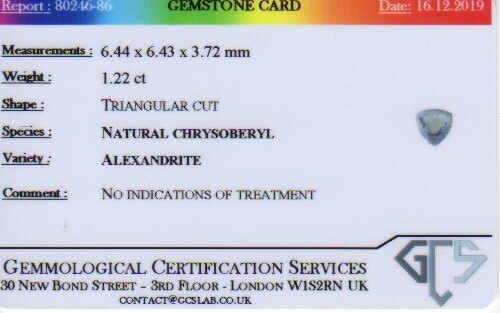 Report : 80246-86 GEMSTONE CARD Date: 16.12.2019
Measurements : 6.44 x 6.43 x 3.72 mm
Weight : 1.22 ct
Shape : TRIANGULAR CUT
Species : NATURAL CHRYSOBERYL
Variety : ALEXANDRITE
Comment : NO INDICATIONS OF TREATMENT
GCS
GEMMOLOGICAL CERTIFICATION SERVICES
30 NEW BOND STREET - 3RD FLOOR - LONDON W1S2RN UK
CONTACT@GCSLAB.CO.UK